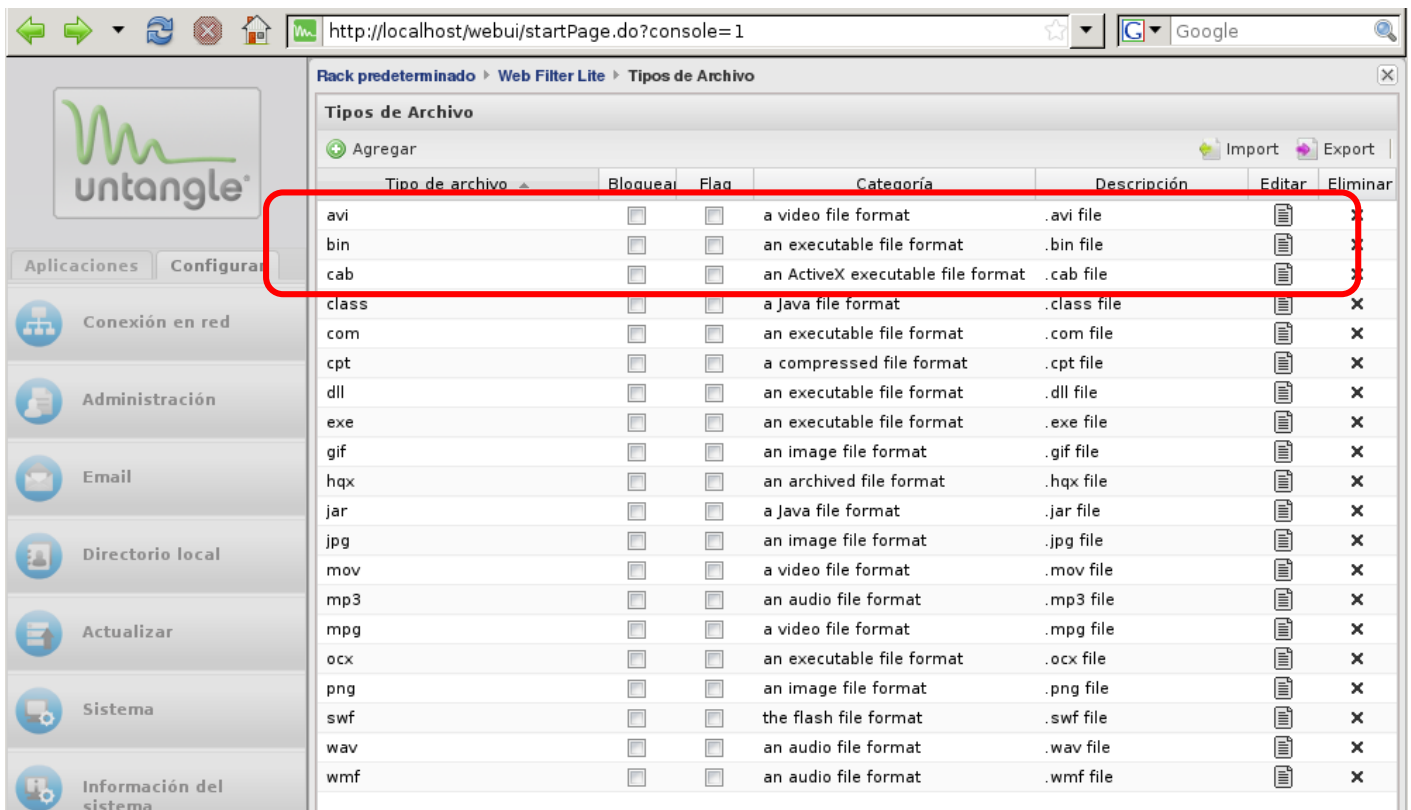 http://localhost/webui/startPage.do?console=1
G
Google
Rack predeterminado Web Filter Lite Tipos de Archivo
untangle
Aplicaciones
Configurar
Conexión en red
Administración
Email
Directorio local
Actualizar
Sistema
Información del
sistema
Tipos de Archivo
Agregar Import Export
Tipo de archivo Bloquear Flag Categoría Descripción Editar Eliminar
avi a video file format .avi file
bin an executable file format .bin file
cab an ActiveX executable file format .cab file
class a Java file format .class file
com an executable file format .com file
cpt a compressed file format .cpt file
dll an executable file format .dll file
exe an executable file format .exe file
gif an image file format .gif file
hqx an archived file format .hqx file
jar a Java file format .jar file
jpg an image file format .jpg file
mov a video file format .mov file
mp3 an audio file format .mp3 file
mpg a video file format .mpg file
ocx an executable file format .ocx file
png an image file format .png file
swf the flash file format .swf file
wav an audio file format .wav file
wmf an audio file format .wmf file